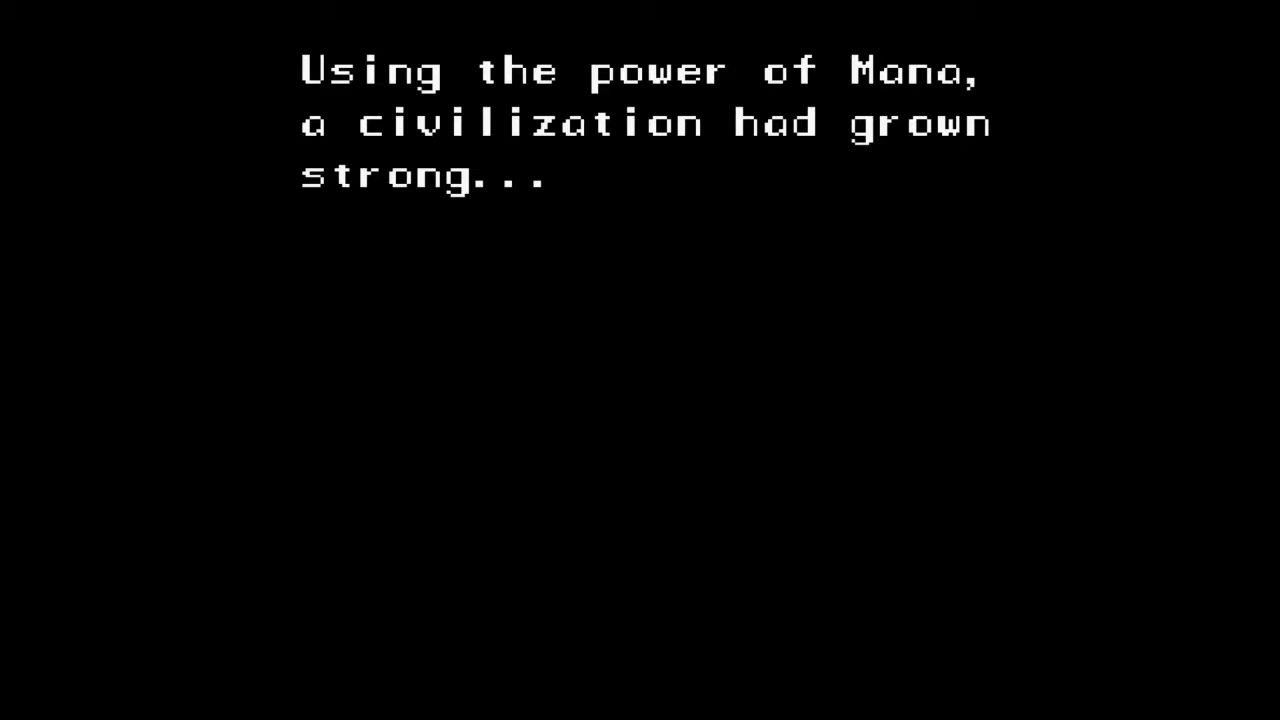 Using the power of Mana,
a civilization had grown
strong...